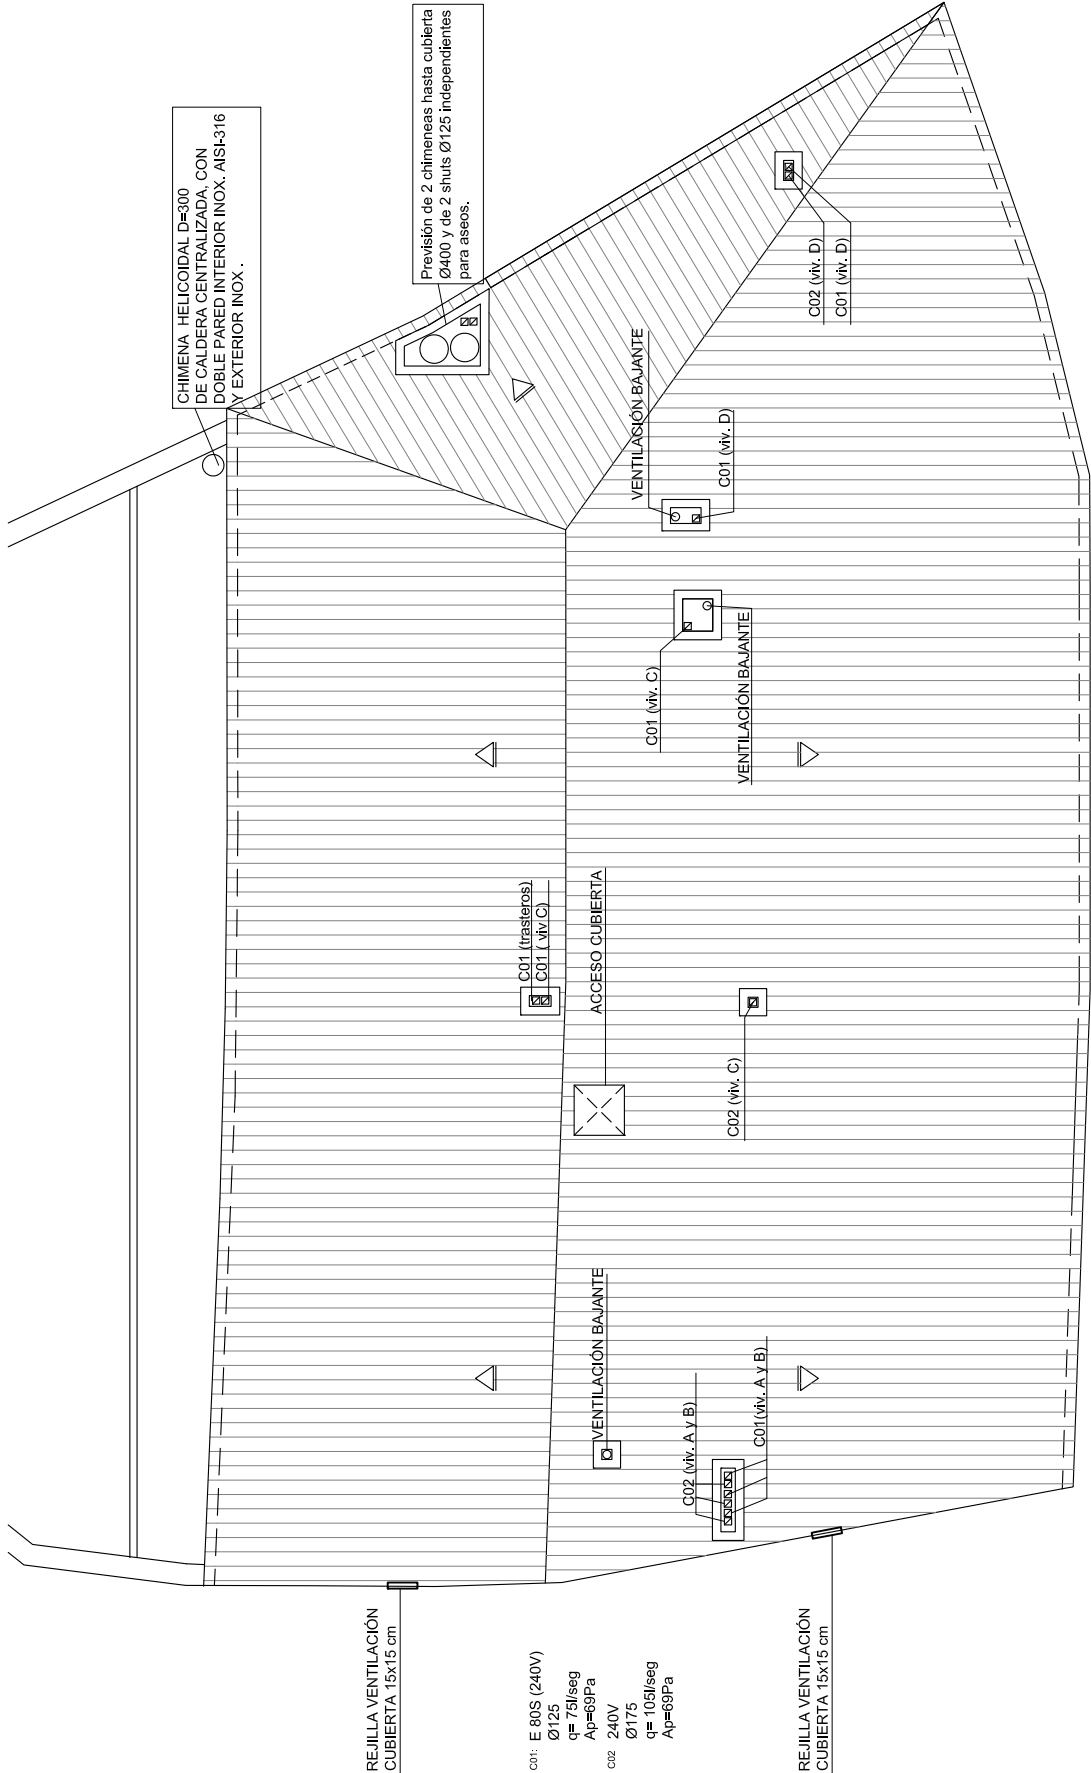 CHIMENA HELICOIDAL D=300
DE CALDERA CENTRALIZADA, CON
DOBLE PARED INTERIOR INOX. AISI-316
Y EXTERIOR INOX .
Previsión de 2 chimeneas hasta cubierta
Ø400 y de 2 shuts Ø125 independientes
para aseos.
C02 (viv. D)
C01 (viv. D)
VENTILACIÓN BAJANTE
C01 (viv. D)
C01 (viv. C)
VENTILACIÓN BAJANTE
C01 (trasteros)
C01 ( viv C)
ACCESO CUBIERTA
C02 (viv. C)
VENTILACIÓN BAJANTE
C02 (viv. A y B)
C01(viv. A y B)
REJILLA VENTILACIÓN
CUBIERTA 15x15 cm
C01: E 80S (240V)
Ø125
q= 75l/seg
Ap=69Pa
C02 240V
Ø175
q= 105l/seg
Ap=69Pa
REJILLA VENTILACIÓN
CUBIERTA 15x15 cm